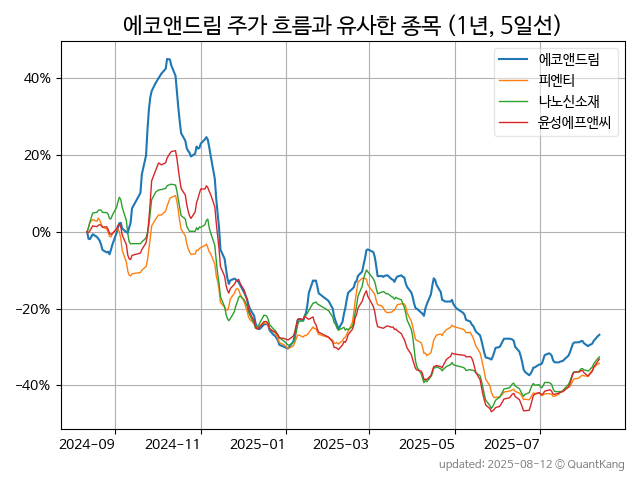 에코앤드림 주가 흐름과 유사한 종목 (1년, 5일선)
에코앤드림
피엔티
나노신소재
윤성에프앤씨
40%
20%
0%
−20%
−40%
2024-09 2024-11 2025-01 2025-03 2025-05 2025-07
updated: 2025-08-12 © QuantKang